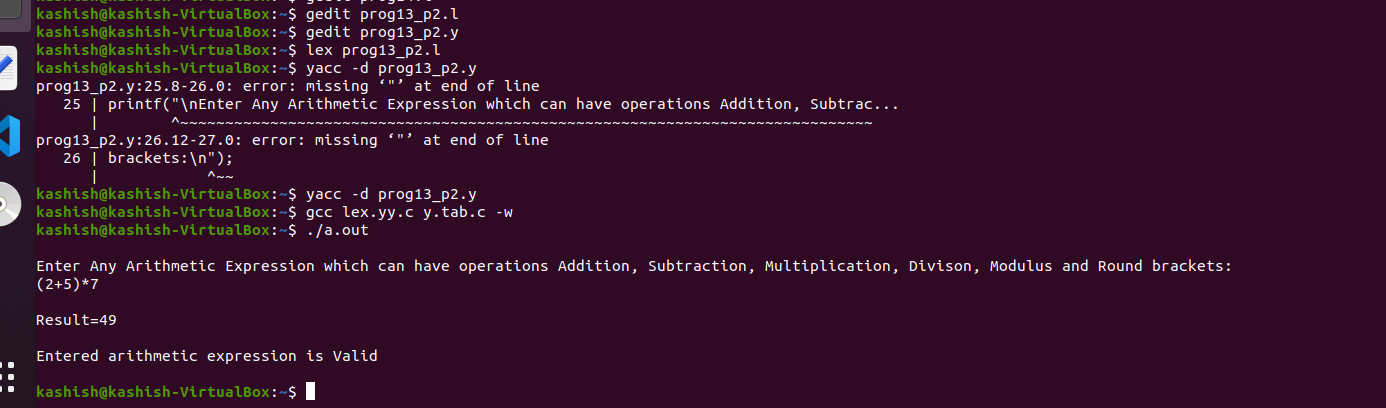 kashish@kashish-VirtualBox:~$ gedit prog13_p2.l
kashish@kashish-VirtualBox:~$ gedit prog13_p2.y
kashish@kashish-VirtualBox:~$ lex prog13_p2.l
kashish@kashish-VirtualBox:~$ yacc -d prog13_p2.y
prog13_p2.y:25.8-26.0: error: missing ‘"’ at end of line
   25 | printf("\nEnter Any Arithmetic Expression which can have operations Addition, Subtrac...
      |        ^~~~~~~~~~~~~~~~~~~~~~~~~~~~~~~~~~~~~~~~~~~~~~~~~~~~~~~~~~~~~~~~~~~~~~~~~~~~~~
prog13_p2.y:26.12-27.0: error: missing ‘"’ at end of line
   26 | brackets:\n");
      |            ^~~
kashish@kashish-VirtualBox:~$ yacc -d prog13_p2.y
kashish@kashish-VirtualBox:~$ gcc lex.yy.c y.tab.c -w
kashish@kashish-VirtualBox:~$ ./a.out
Enter Any Arithmetic Expression which can have operations Addition, Subtraction, Multiplication, Divison, Modulus and Round brackets:
(2+5)*7
Result=49
Entered arithmetic expression is Valid
kashish@kashish-VirtualBox:~$